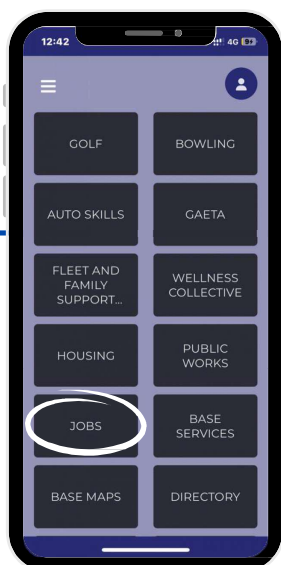 12:42
4G
GOLF
BOWLING
AUTO SKILLS
GAETA
FLEET AND
FAMILY
SUPPORT...
WELLNESS
COLLECTIVE
HOUSING
PUBLIC
WORKS
JOBS
BASE
SERVICES
BASE MAPS
DIRECTORY